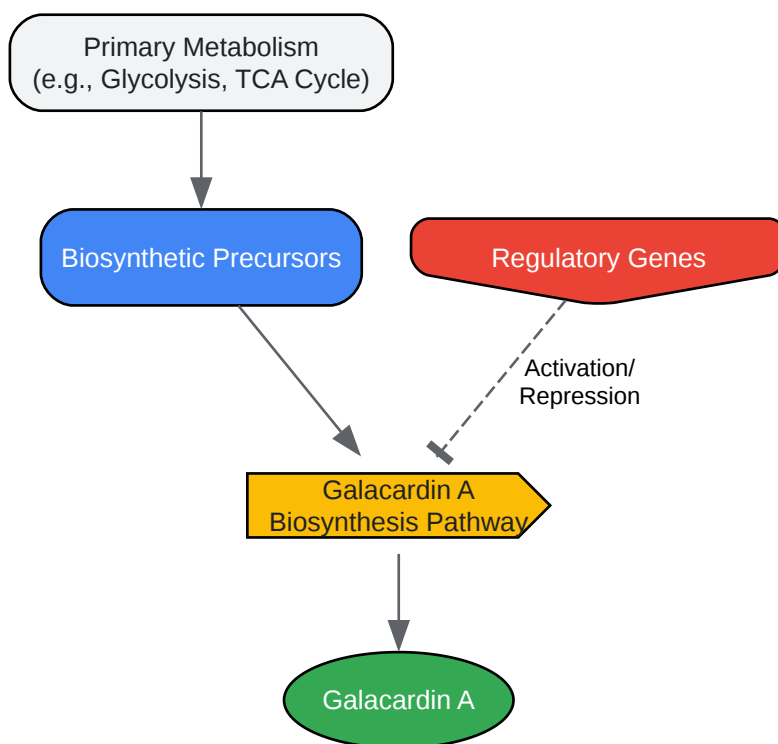 Primary Metabolism
(e.g., Glycolysis, TCA Cycle)
Biosynthetic Precursors
Regulatory Genes
Activation/
Repression
Galacardin A
Biosynthesis Pathway
Galacardin A